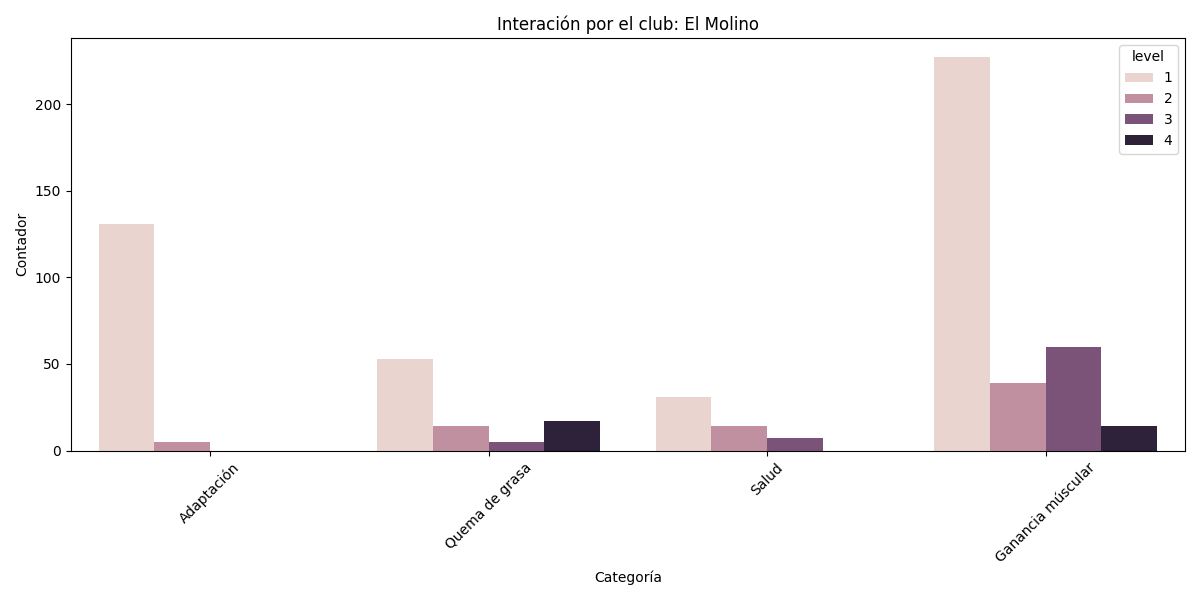 Interación por el club: El Molino
level
1
2
3
4
Contador
200
150
100
50
0
Adaptación
Quema de grasa
Salud
Ganancia múscular
Categoría